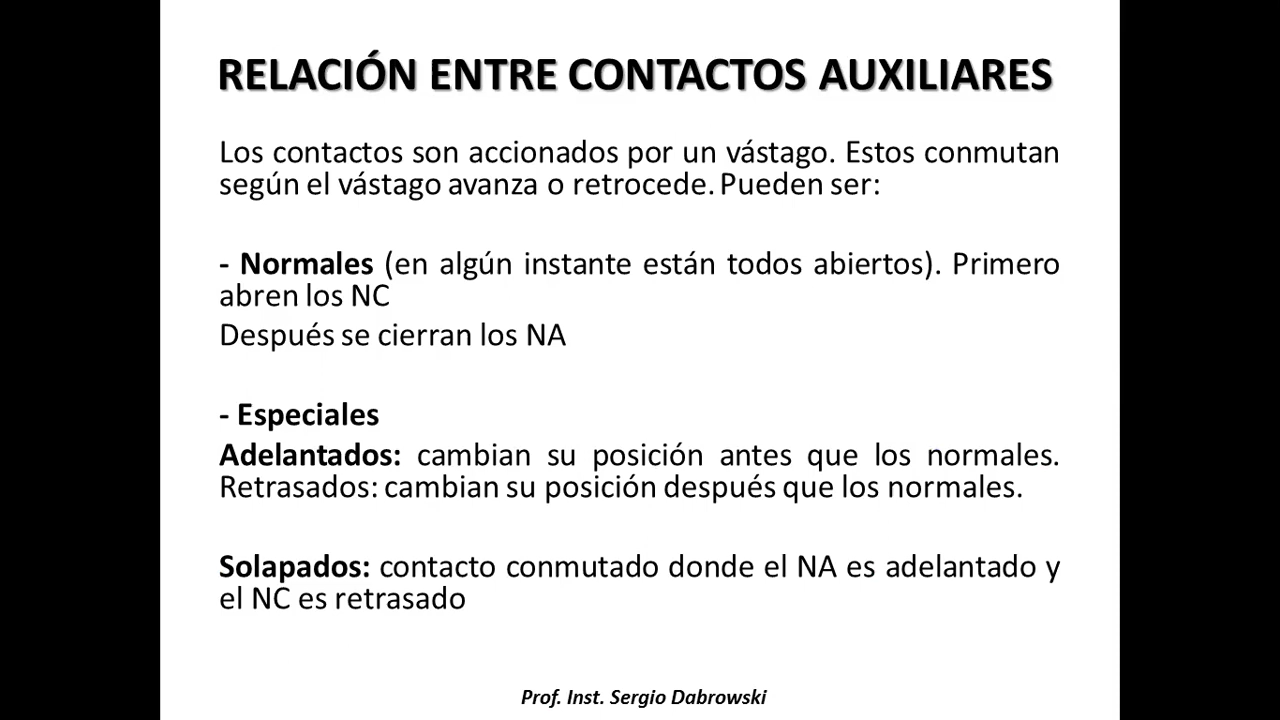 RELACIÓN ENTRE CONTACTOS AUXILIARES
Los contactos son accionados por un vástago. Estos conmutan
según el vástago avanza o retrocede. Pueden ser:
- Normales (en algún instante están todos abiertos). Primero
abren los NC
Después se cierran los NA
- Especiales
Adelantados: cambian su posición antes que los normales.
Retrasados: cambian su posición después que los normales.
Solapados: contacto conmutado donde el NA es adelantado y
el NC es retrasado
Prof. Inst. Sergio Dabrowski